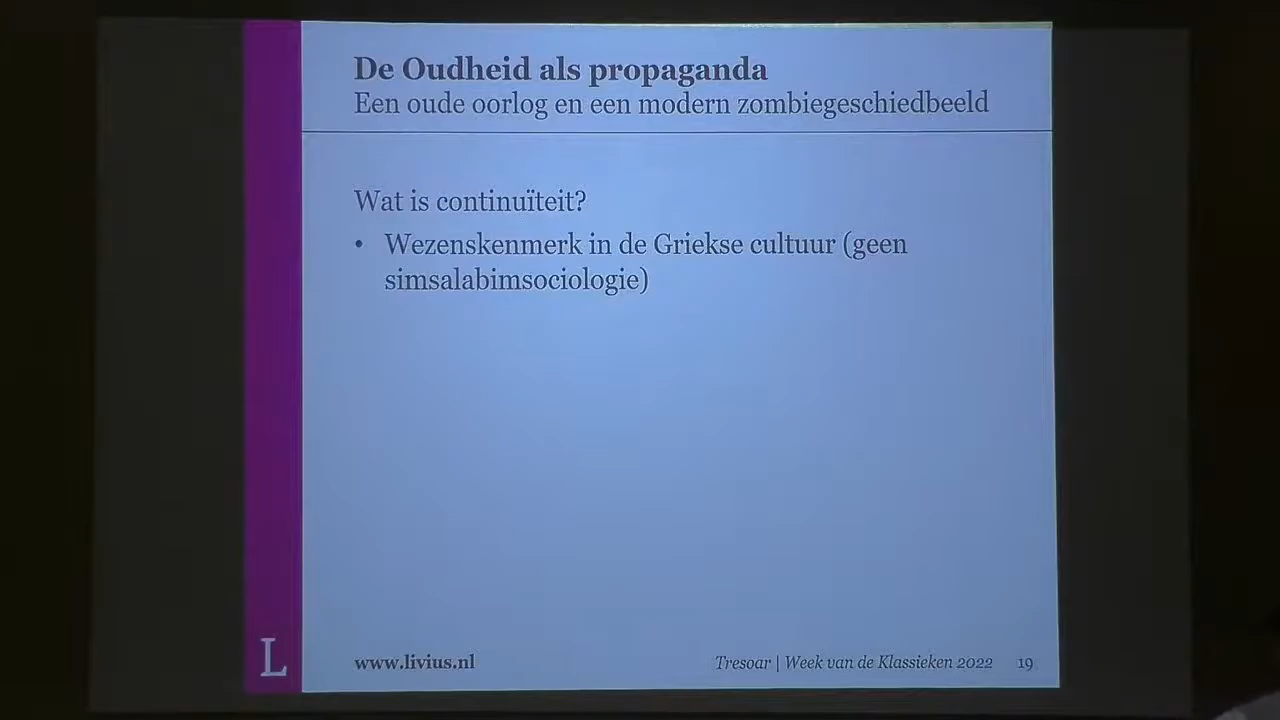 De Oudheid als propaganda
Een oude oorlog en een modern zombiegeschiedbeeld
Wat is continuïteit?
• Wezenskenmerk in de Griekse cultuur (geen
simsalabimsociologie)
L
www.livius.nl
Tresoar | Week van de Klassieken 2022 19